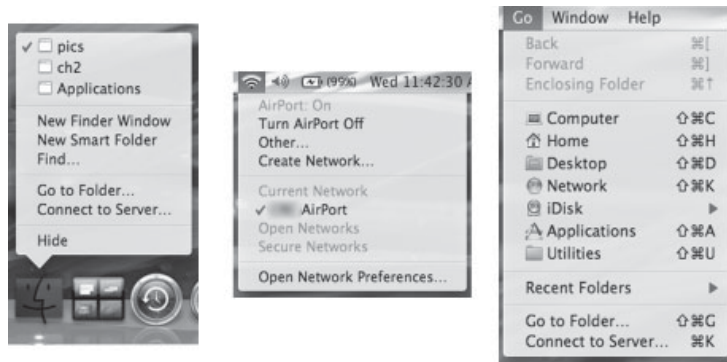 ✓ pics
ch2
Applications
New Finder Window
New Smart Folder
Find...
Go to Folder...
Connect to Server...
Hide
(99%) Wed 11:42:30
AirPort: On
Turn AirPort Off
Other...
Create Network...
Current Network
✓ AirPort
Open Networks
Secure Networks
Open Network Preferences...
Go Window Help
Back ⌘[
Forward ⌘]
Enclosing Folder ⌘↑
Computer ⇧⌘C
Home ⇧⌘H
Desktop ⇧⌘D
Network ⇧⌘K
iDisk ▶
Applications ⇧⌘A
Utilities ⇧⌘U
Recent Folders ▶
Go to Folder... ⇧⌘G
Connect to Server... ⌘K